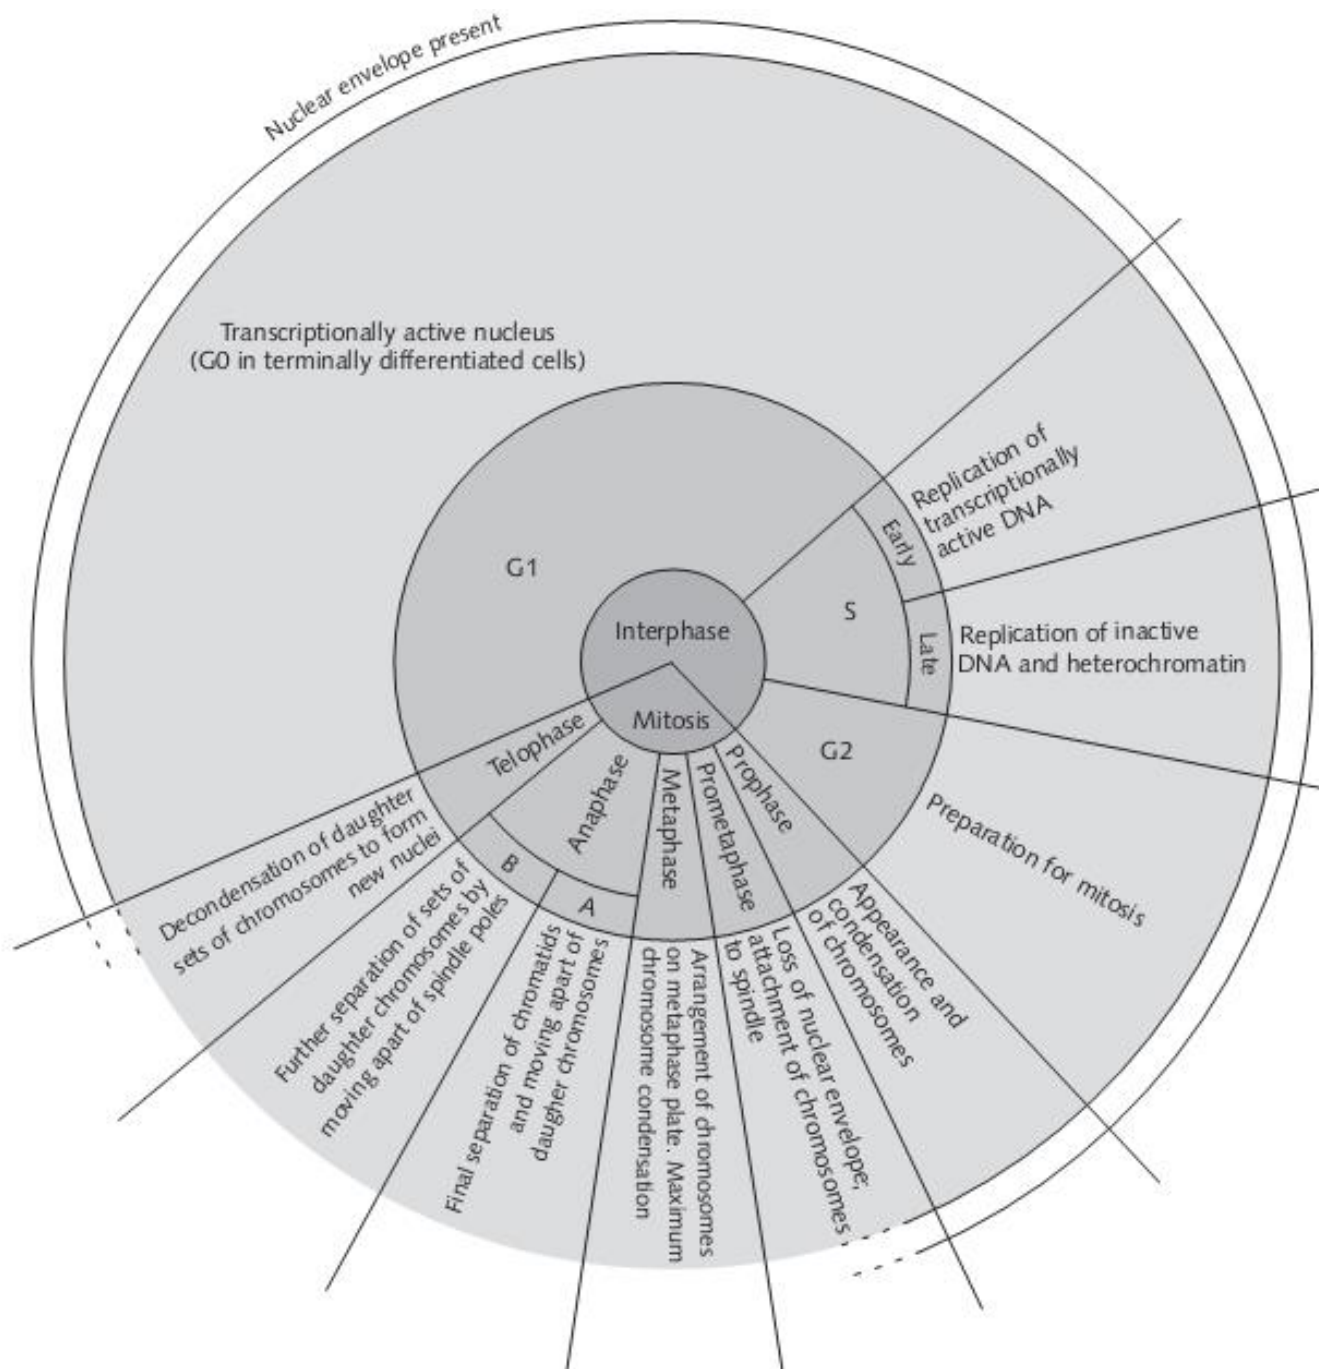 Nuclear envelope present
Transcriptionally active nucleus
(G0 in terminally differentiated cells)
G1
Interphase
Mitosis
S
Early
Late
Replication of
transcriptionally
active DNA
Replication of inactive
DNA and heterochromatin
G2
Preparation for mitosis
Prophase
Appearance and
condensation
of chromosomes
Prometaphase
Loss of nuclear envelope;
attachment of chromosomes
to spindle
Metaphase
Arrangement of chromosomes
on metaphase plate. Maximum
chromosome condensation
Anaphase
A
Final separation of chromatids
and moving apart of
daugher chromosomes
B
Further separation of sets of
daughter chromosomes by
moving apart of spindle poles
Telophase
Decondensation of daughter
sets of chromosomes to form
new nuclei